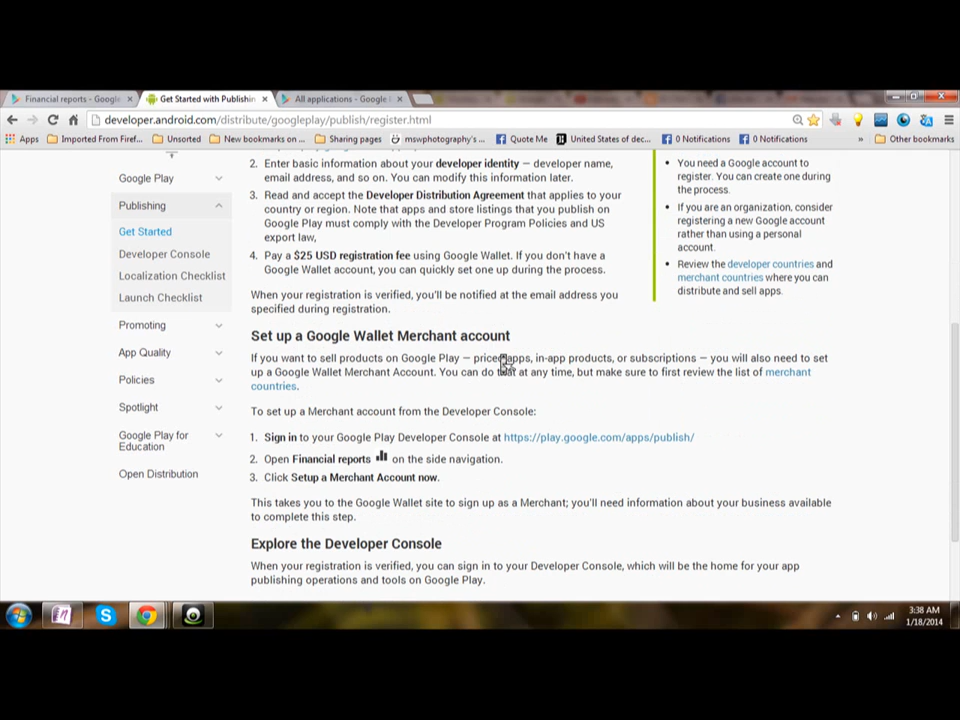 Financial reports - Google
Get Started with Publishin
All applications - Google
developer.android.com/distribute/googleplay/publish/register.html
Apps
Imported From Firef...
Unsorted
New bookmarks on ...
Sharing pages
mswphotography's ...
Quote Me
United States of dec...
0 Notifications
0 Notifications
»
Other bookmarks
Google Play
Publishing
Get Started
Developer Console
Localization Checklist
Launch Checklist
Promoting
App Quality
Policies
Spotlight
Google Play for
Education
Open Distribution
2. Enter basic information about your developer identity — developer name,
email address, and so on. You can modify this information later.
3. Read and accept the Developer Distribution Agreement that applies to your
country or region. Note that apps and store listings that you publish on
Google Play must comply with the Developer Program Policies and US
export law,
4. Pay a $25 USD registration fee using Google Wallet. If you don't have a
Google Wallet account, you can quickly set one up during the process.
When your registration is verified, you'll be notified at the email address you
specified during registration.
• You need a Google account to
register. You can create one during
the process.
• If you are an organization, consider
registering a new Google account
rather than using a personal
account.
• Review the developer countries and
merchant countries where you can
distribute and sell apps.
Set up a Google Wallet Merchant account
If you want to sell products on Google Play — priced apps, in-app products, or subscriptions — you will also need to set
up a Google Wallet Merchant Account. You can do that at any time, but make sure to first review the list of merchant
countries.
To set up a Merchant account from the Developer Console:
1. Sign in to your Google Play Developer Console at https://play.google.com/apps/publish/
2. Open Financial reports on the side navigation.
3. Click Setup a Merchant Account now.
This takes you to the Google Wallet site to sign up as a Merchant; you'll need information about your business available
to complete this step.
Explore the Developer Console
When your registration is verified, you can sign in to your Developer Console, which will be the home for your app
publishing operations and tools on Google Play.
3:38 AM
1/18/2014